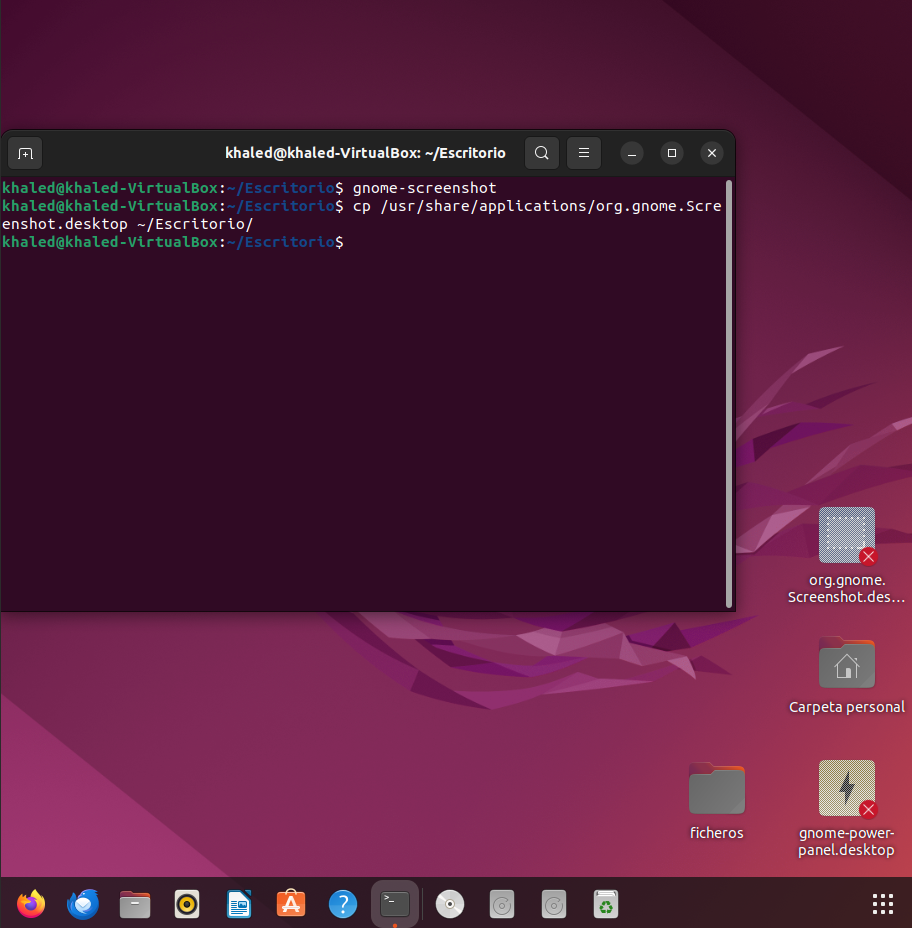 khaled@khaled-VirtualBox: ~/Escritorio
khaled@khaled-VirtualBox:~/Escritorio$ gnome-screenshot
khaled@khaled-VirtualBox:~/Escritorio$ cp /usr/share/applications/org.gnome.Scre
enshot.desktop ~/Escritorio/
khaled@khaled-VirtualBox:~/Escritorio$
org.gnome.
Screenshot.des...
Carpeta personal
ficheros
gnome-power-
panel.desktop